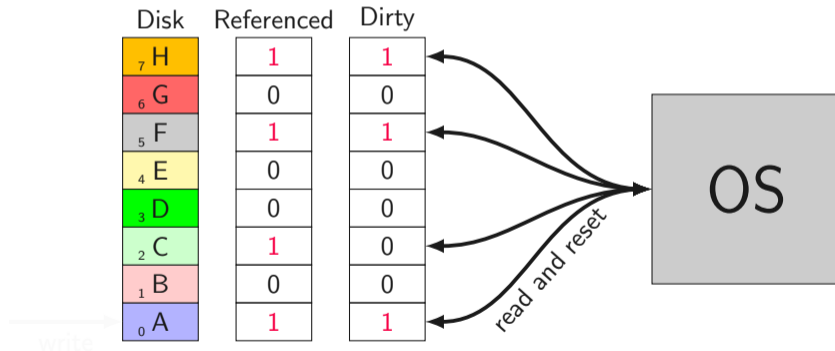 Disk Referenced Dirty
7 H 1 1
6 G 0 0
5 F 1 1
4 E 0 0
3 D 0 0
2 C 1 0
1 B 0 0
0 A 1 1
OS
read and reset
write